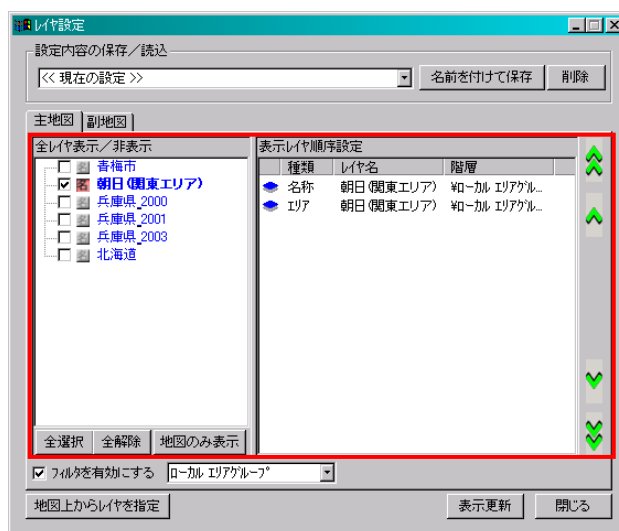 レイヤ設定
設定内容の保存／読込
<< 現在の設定 >>
名前を付けて保存
削除
主地図
副地図
全レイヤ表示／非表示
青梅市
名 朝日（関東エリア）
兵庫県_2000
兵庫県_2001
兵庫県_2003
北海道
全選択
全解除
地図のみ表示
表示レイヤ順序設定
種類 レイヤ名 階層
名称 朝日（関東エリア） ¥ローカル エリアグル...
エリア 朝日（関東エリア） ¥ローカル エリアグル...
フィルタを有効にする
ローカル エリアグループ
地図上からレイヤを指定
表示更新
閉じる